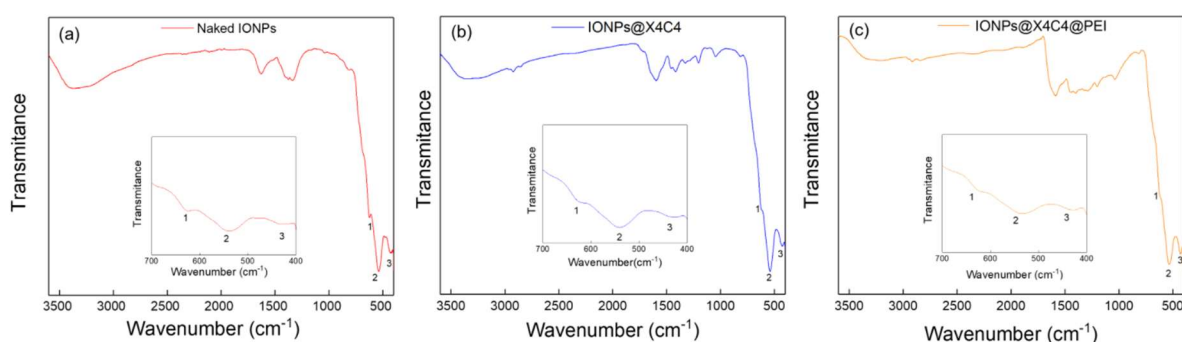 (a)
Naked IONPs
Transmitance
Transmitance
1
2
3
700 600 500 400
Wavenumber (cm-1)
1
2
3
3600 3000 2500 2000 1500 1000 500
Wavenumber (cm-1)
(b)
IONPs@X4C4
Transmitance
Transmitance
1
2
3
700 600 500 400
Wavenumber(cm-1)
1
2
3
3600 3000 2500 2000 1500 1000 500
Wavenumber (cm-1)
(c)
IONPs@X4C4@PEI
Transmitance
Transmitance
1
2
3
700 600 500 400
Wavenumber (cm-1)
1
2
3
3600 3000 2500 2000 1500 1000 500
Wavenumber (cm-1)